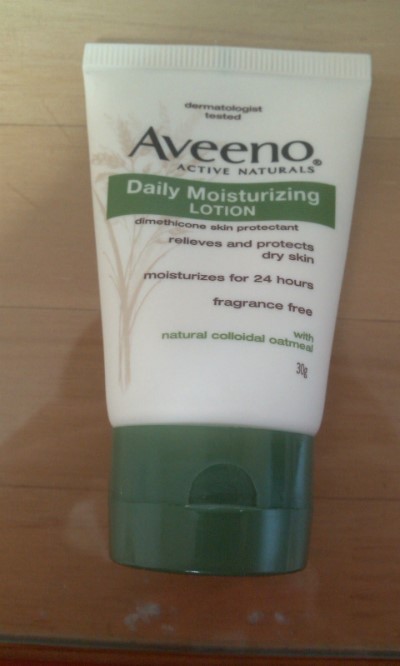 dermatologist
tested
Aveeno®
ACTIVE NATURALS
Daily Moisturizing
LOTION
dimethicone skin protectant
relieves and protects
dry skin
moisturizes for 24 hours
fragrance free
with
natural colloidal oatmeal
30g